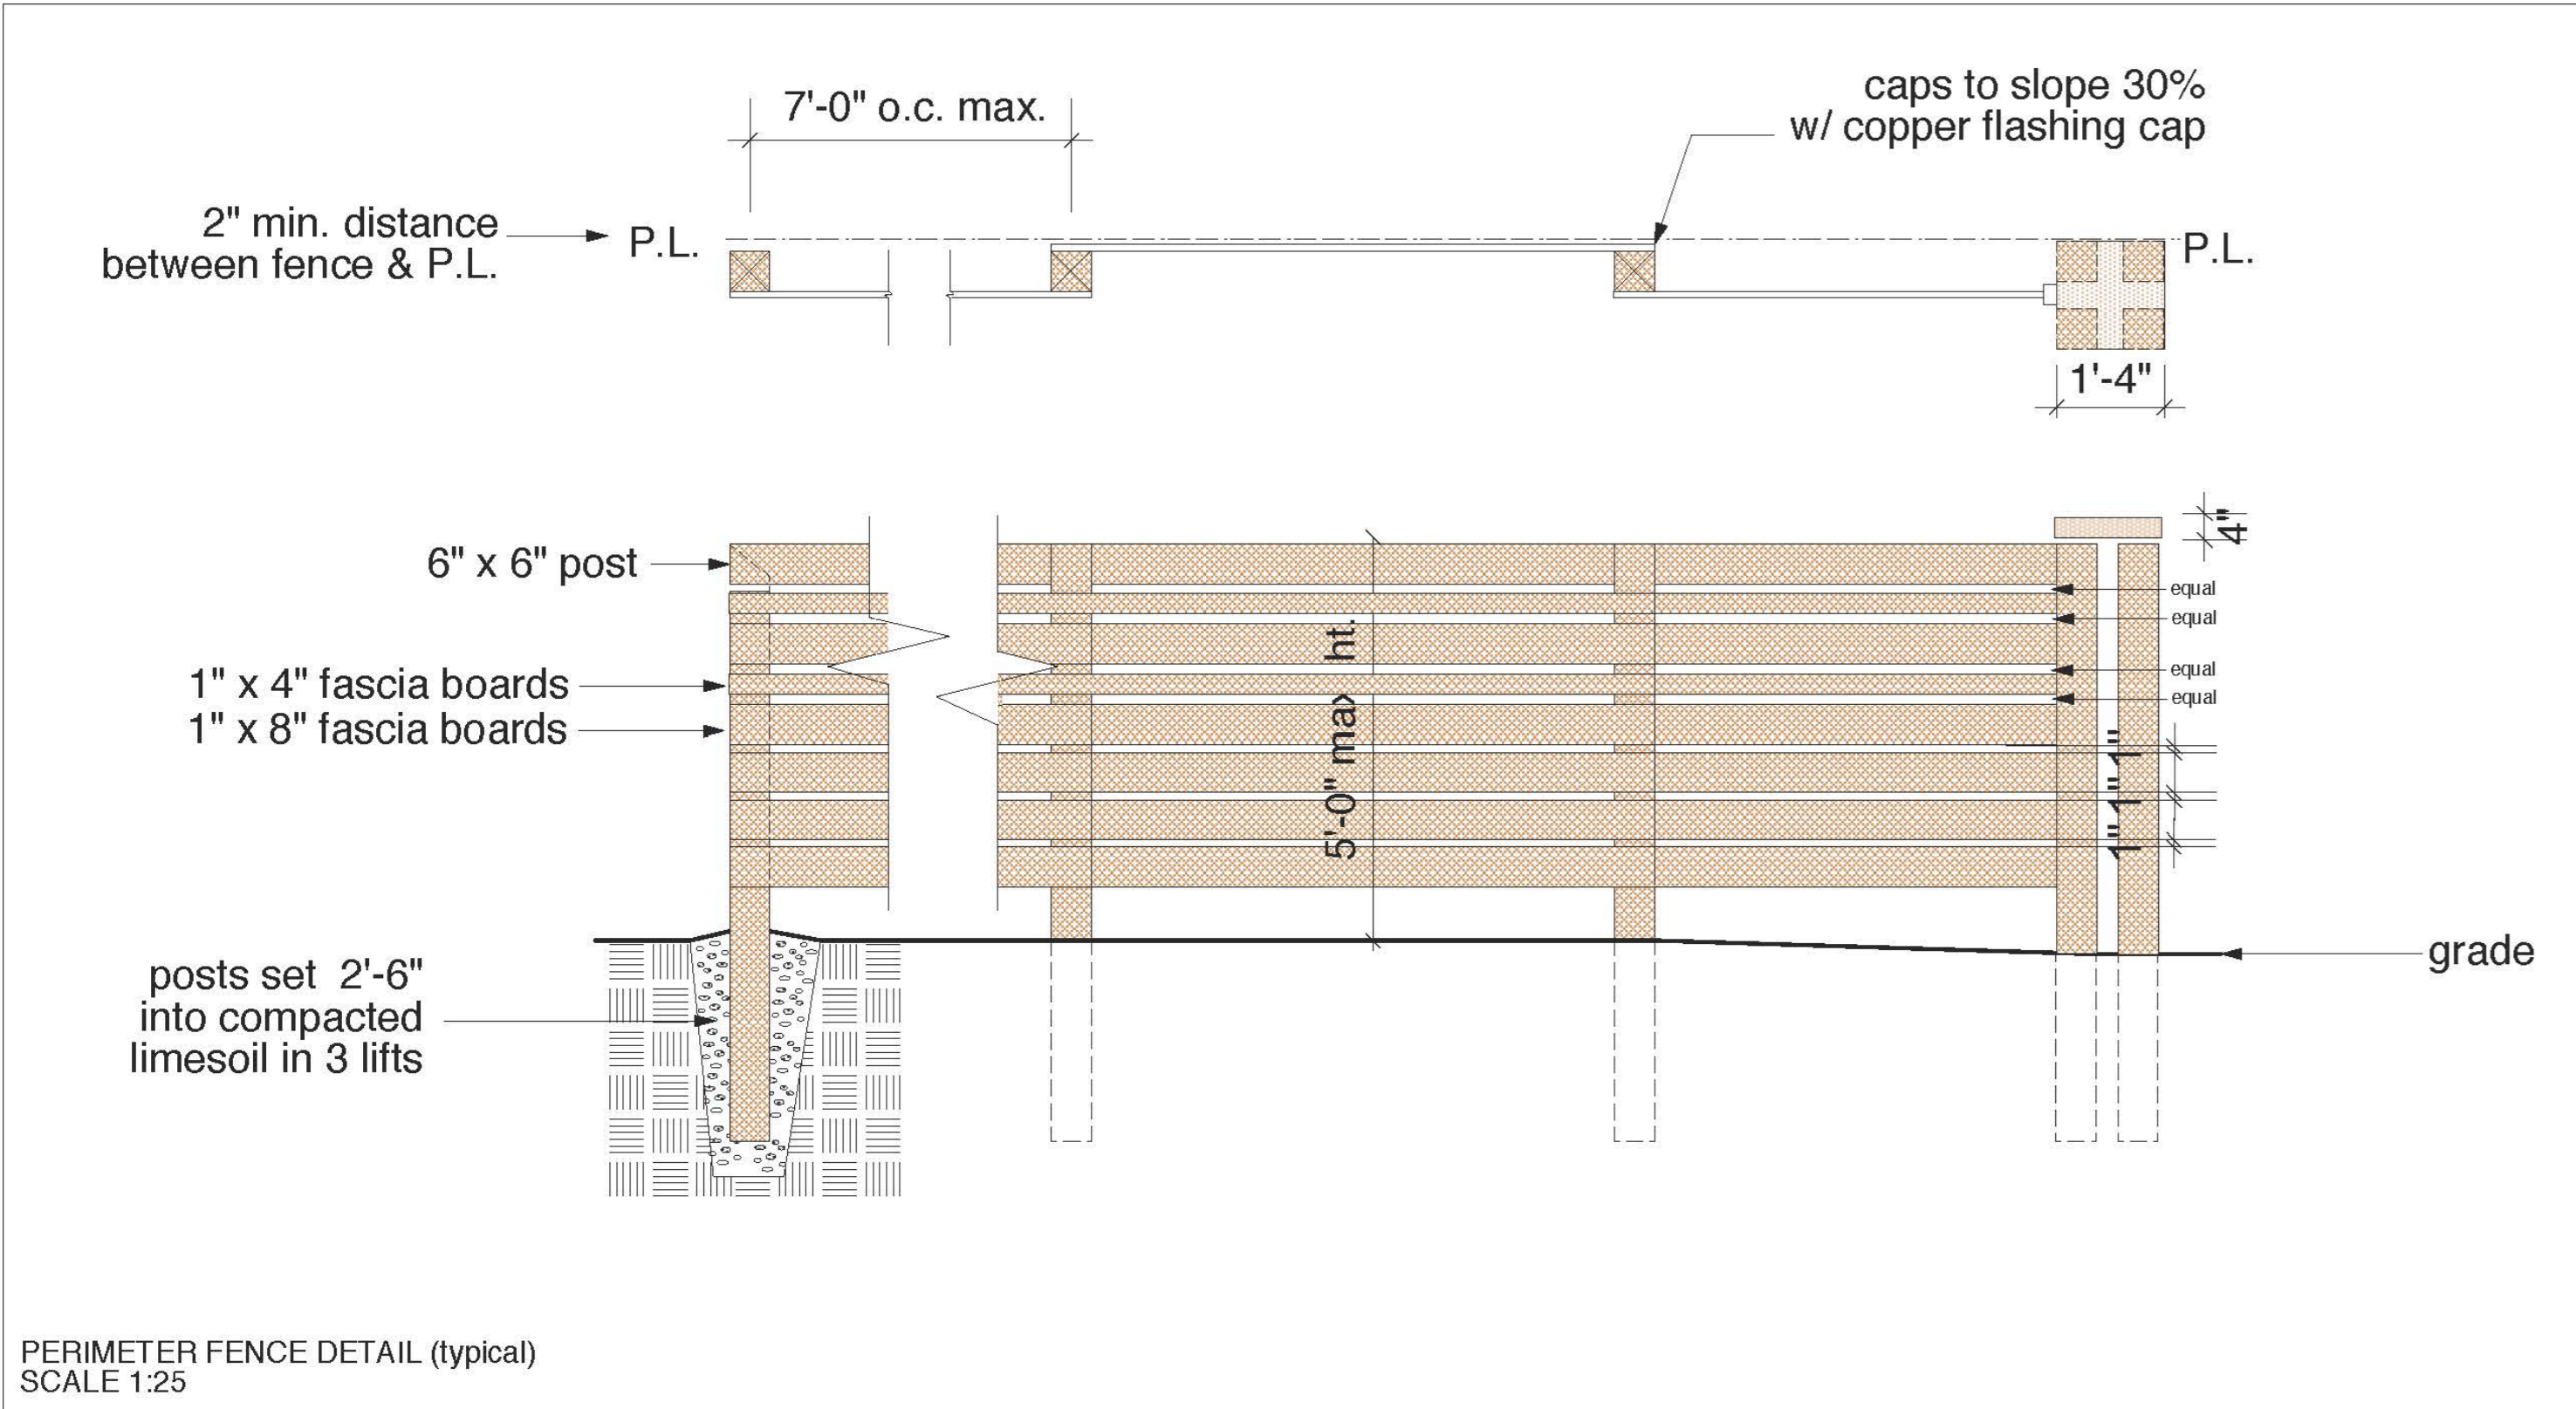 7'-0" o.c. max.
caps to slope 30%
w/ copper flashing cap
2" min. distance
between fence & P.L.
P.L.
P.L.
1'-4"
4"
6" x 6" post
equal
equal
1" x 4" fascia boards
1" x 8" fascia boards
equal
equal
5'-0" max ht.
1"
1"
1"
grade
posts set 2'-6"
into compacted
limesoil in 3 lifts
PERIMETER FENCE DETAIL (typical)
SCALE 1:25